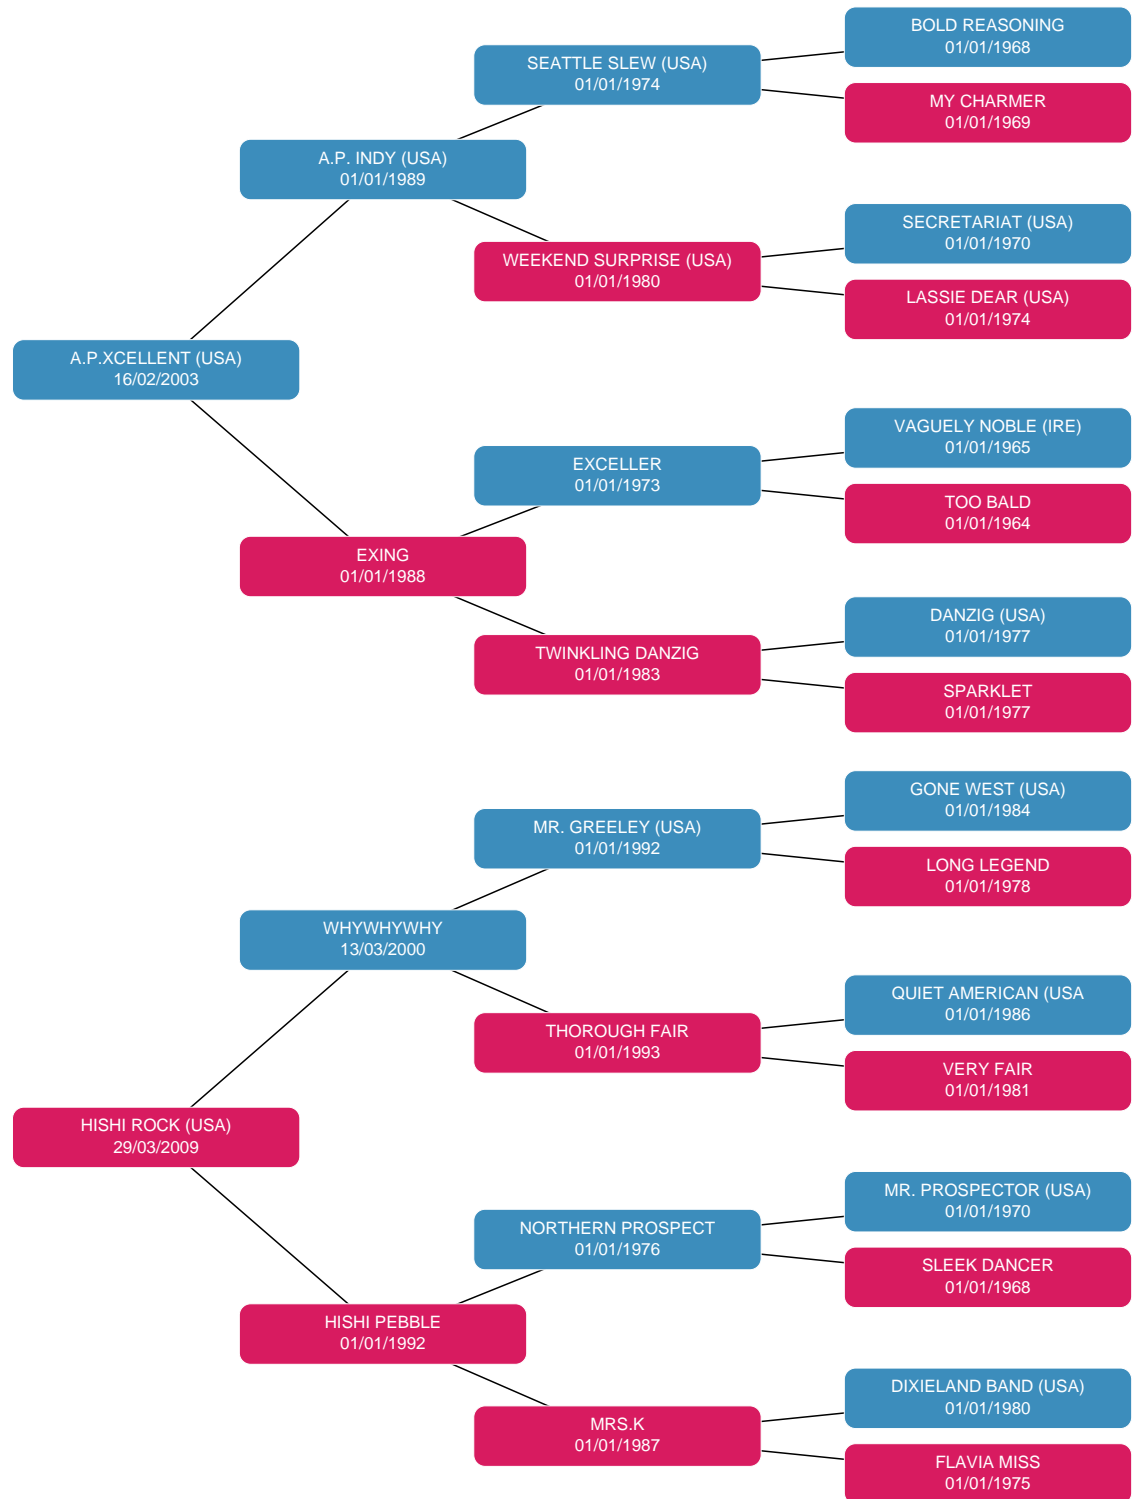 BOLD REASONING
01/01/1968
SEATTLE SLEW (USA)
01/01/1974
MY CHARMER
01/01/1969
A.P. INDY (USA)
01/01/1989
SECRETARIAT (USA)
01/01/1970
WEEKEND SURPRISE (USA)
01/01/1980
LASSIE DEAR (USA)
01/01/1974
A.P.XCELLENT (USA)
16/02/2003
VAGUELY NOBLE (IRE)
01/01/1965
EXCELLER
01/01/1973
TOO BALD
01/01/1964
EXING
01/01/1988
DANZIG (USA)
01/01/1977
TWINKLING DANZIG
01/01/1983
SPARKLET
01/01/1977
GONE WEST (USA)
01/01/1984
MR. GREELEY (USA)
01/01/1992
LONG LEGEND
01/01/1978
WHYWHYWHY
13/03/2000
QUIET AMERICAN (USA
01/01/1986
THOROUGH FAIR
01/01/1993
VERY FAIR
01/01/1981
HISHI ROCK (USA)
29/03/2009
MR. PROSPECTOR (USA)
01/01/1970
NORTHERN PROSPECT
01/01/1976
SLEEK DANCER
01/01/1968
HISHI PEBBLE
01/01/1992
DIXIELAND BAND (USA)
01/01/1980
MRS.K
01/01/1987
FLAVIA MISS
01/01/1975